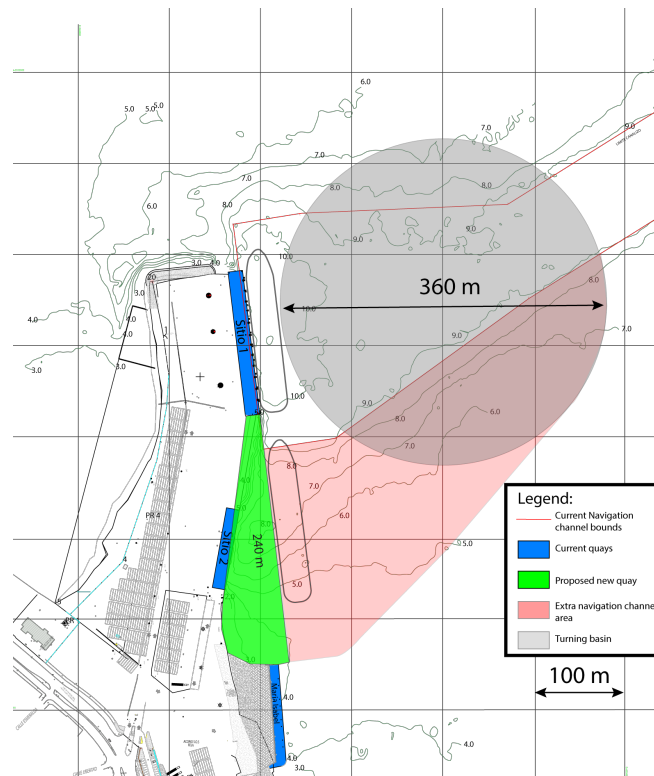 6.0
5.0
5.0
5.0
7.0
9.0
7.0
8.0
6.0
7.0
8.0
8.0
9.0
9.0
3.0
4.0
10.0
8.0
20
3.0
360 m
7.0
4.0
4.0
10.0
4.0
9.0
Sitio 1
3.0
3.0
10.0
9.0
6.0
8.0
7.0
8.0
7.0
Legend:
Current Navigation
channel bounds
6.0
PR 4
240 m
5.0
Current quays
4
Sitio 2
5.0
Proposed new quay
Extra navigation channel
area
Turning basin
3.0
100 m
Maria Isabel
4.0
4.0
4.0